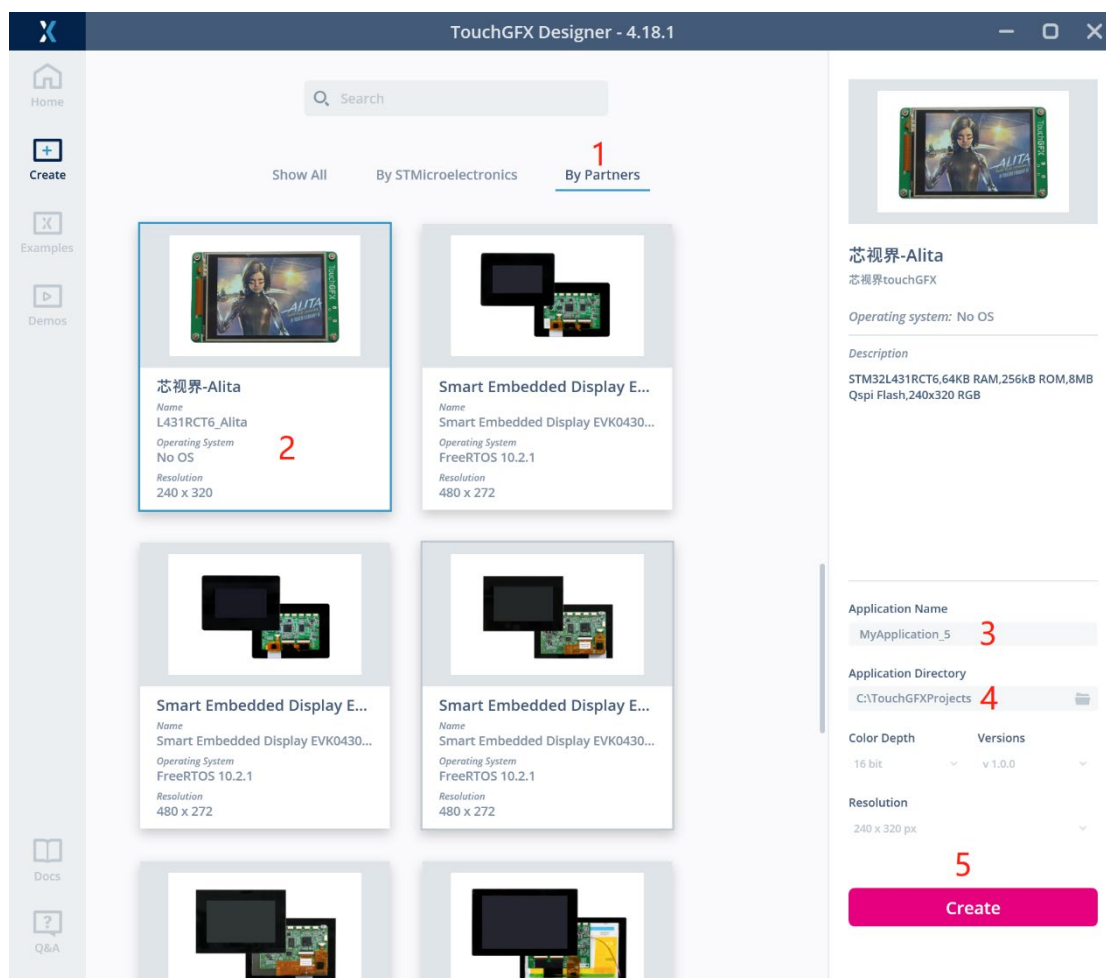 TouchGFX Designer - 4.18.1
Home
Create
Examples
Demos
Docs
Q&A
Search
1
Show All
By STMicroelectronics
By Partners
ALITA
TouchGFX
芯视界-Alita
Name
L431RCT6_Alita
Operating System
No OS
2
Resolution
240 x 320
Smart Embedded Display E...
Name
Smart Embedded Display EVK0430...
Operating System
FreeRTOS 10.2.1
Resolution
480 x 272
Smart Embedded Display E...
Name
Smart Embedded Display EVK0430...
Operating System
FreeRTOS 10.2.1
Resolution
480 x 272
Smart Embedded Display E...
Name
Smart Embedded Display EVK0430...
Operating System
FreeRTOS 10.2.1
Resolution
480 x 272
ALITA
TouchGFX
芯视界-Alita
芯视界touchGFX
Operating system: No OS
Description
STM32L431RCT6,64KB RAM,256kB ROM,8MB
Qspi Flash,240x320 RGB
Application Name
MyApplication_5
3
Application Directory
C:\TouchGFXProjects
4
Color Depth
Versions
16 bit
v 1.0.0
Resolution
240 x 320 px
5
Create